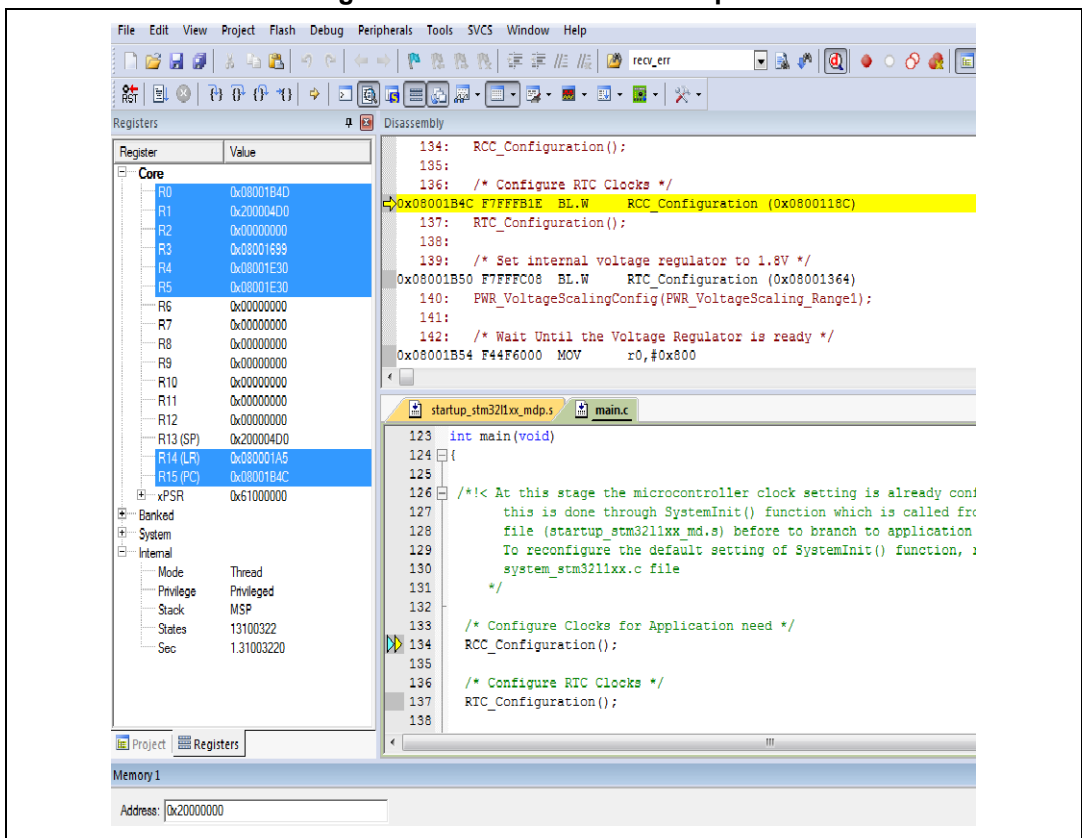 File Edit View Project Flash Debug Peripherals Tools SVCS Window Help
recv_err
RST
Registers
Disassembly
Register Value
Core
R0 0x08001B4D
R1 0x200004D0
R2 0x00000000
R3 0x08001699
R4 0x08001E30
R5 0x08001E30
R6 0x00000000
R7 0x00000000
R8 0x00000000
R9 0x00000000
R10 0x00000000
R11 0x00000000
R12 0x00000000
R13 (SP) 0x200004D0
R14 (LR) 0x080001A5
R15 (PC) 0x08001B4C
xPSR 0x61000000
Banked
System
Internal
Mode Thread
Privilege Privileged
Stack MSP
States 13100322
Sec 1.31003220
Project Registers
134: RCC_Configuration();
135:
136: /* Configure RTC Clocks */
0x08001B4C F7FFFB1E BL.W RCC_Configuration (0x0800118C)
137: RTC_Configuration();
138:
139: /* Set internal voltage regulator to 1.8V */
0x08001B50 F7FFFC08 BL.W RTC_Configuration (0x08001364)
140: PWR_VoltageScalingConfig(PWR_VoltageScaling_Range1);
141:
142: /* Wait Until the Voltage Regulator is ready */
0x08001B54 F44F6000 MOV r0,#0x800
startup_stm32l1xx_mdp.s main.c
123 int main(void)
124 {
125
126 /*!< At this stage the microcontroller clock setting is already
127 this is done through SystemInit() function which is called
128 file (startup_stm32l1xx_md.s) before to branch to application
129 To reconfigure the default setting of SystemInit() function,
130 system_stm32l1xx.c file
131 */
132
133 /* Configure Clocks for Application need */
134 RCC_Configuration();
135
136 /* Configure RTC Clocks */
137 RTC_Configuration();
138
Memory 1
Address: 0x20000000